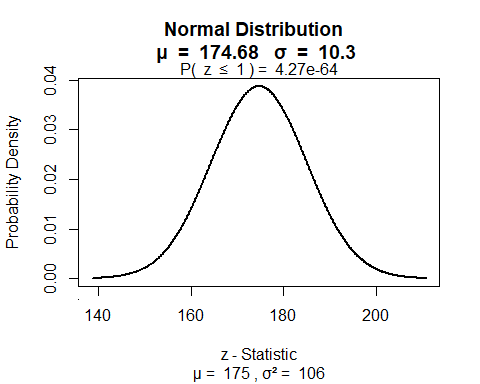 Normal Distribution
μ = 174.68 σ = 10.3
P( z ≤ 1 ) = 4.27e-64
Probability Density
0.04
0.03
0.02
0.01
0.00
140 160 180 200
z - Statistic
μ = 175 , σ² = 106